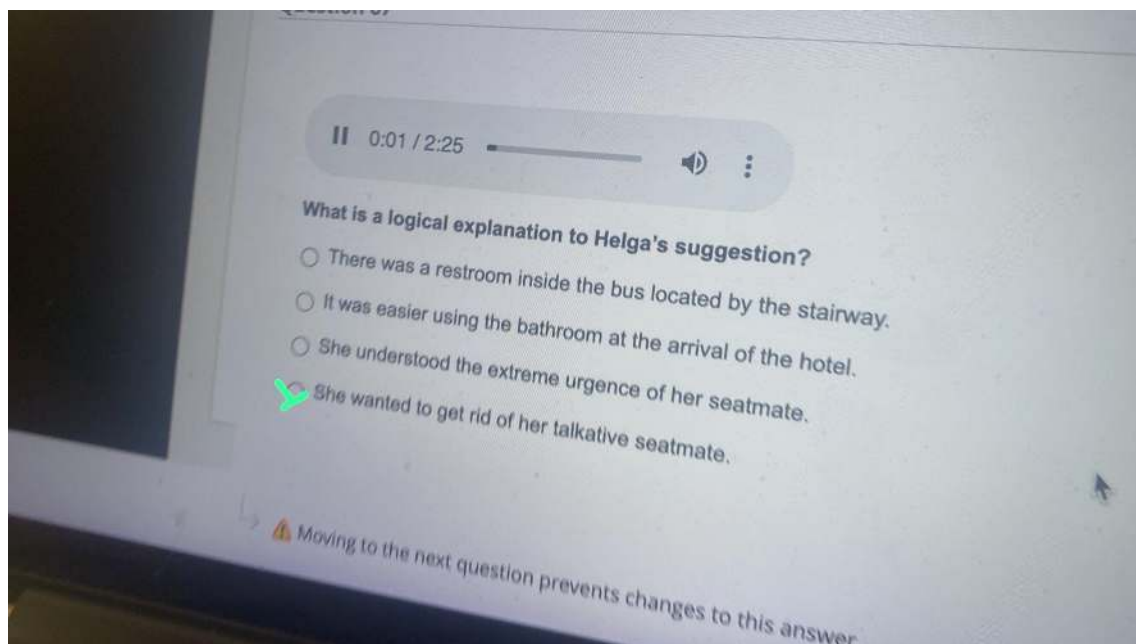 0:01 / 2:25
What is a logical explanation to Helga's suggestion?
There was a restroom inside the bus located by the stairway.
It was easier using the bathroom at the arrival of the hotel.
She understood the extreme urgence of her seatmate.
She wanted to get rid of her talkative seatmate.
Moving to the next question prevents changes to this answer